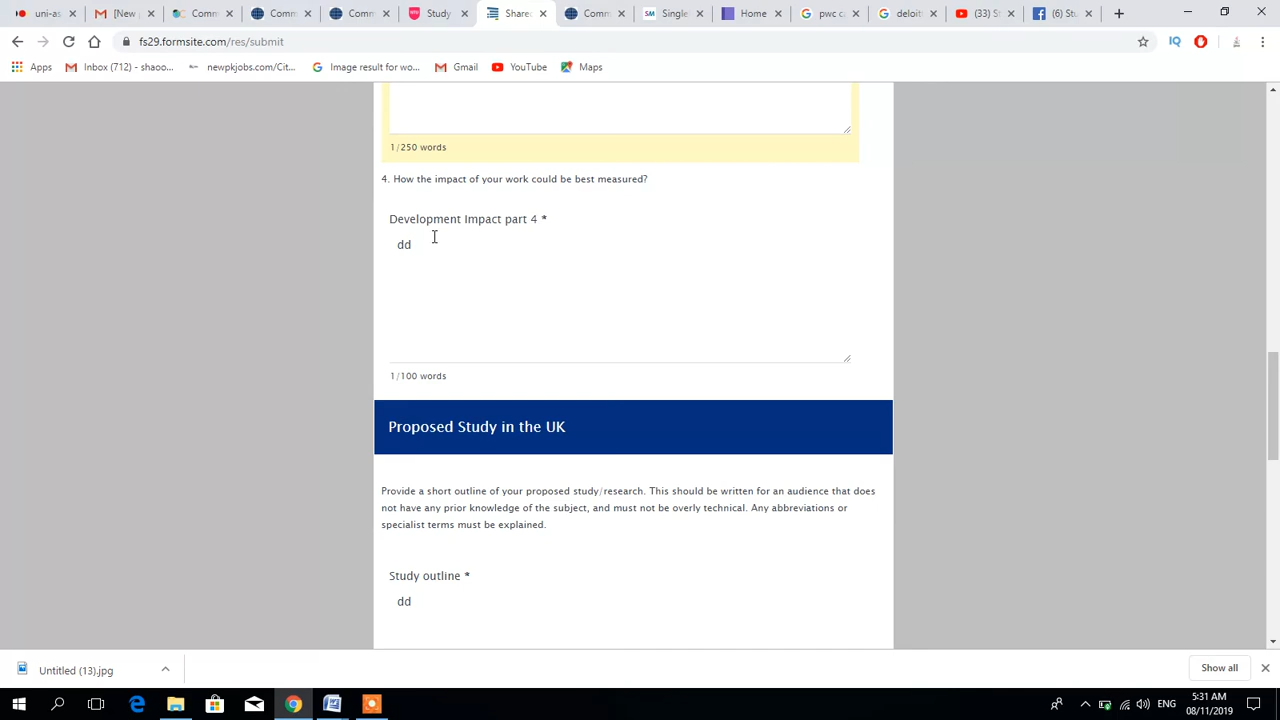 uni-as
[New
Comm
Comm
Comm
Study
Share
Comm
Single
Home
pwc ca
deloit
(33) St
(6) Stu
fs29.formsite.com/res/submit
Apps
Inbox (712) - shaoo...
newpkjobs.com/Cit...
Image result for wo...
Gmail
YouTube
Maps
1/250 words
4. How the impact of your work could be best measured?
Development Impact part 4 *
dd
1/100 words
Proposed Study in the UK
Provide a short outline of your proposed study/research. This should be written for an audience that does
not have any prior knowledge of the subject, and must not be overly technical. Any abbreviations or
specialist terms must be explained.
Study outline *
dd
Untitled (13).jpg
Show all
ENG
5:31 AM
08/11/2019